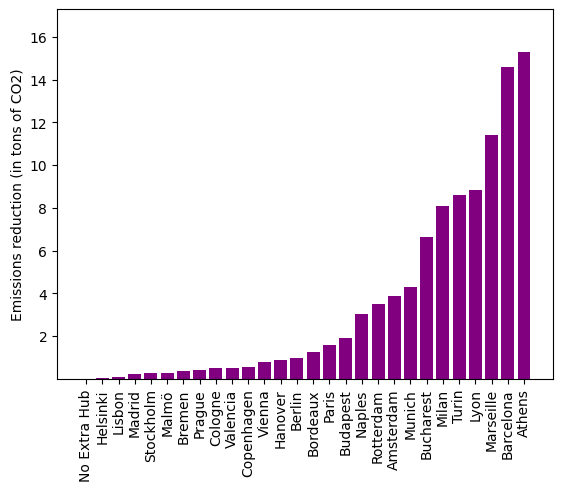 Emissions reduction (in tons of CO2)
16
14
12
10
8
6
4
2
No Extra Hub
Helsinki
Lisbon
Madrid
Stockholm
Malmö
Bremen
Prague
Cologne
Valencia
Copenhagen
Vienna
Hanover
Berlin
Bordeaux
Paris
Budapest
Naples
Rotterdam
Amsterdam
Munich
Bucharest
Milan
Turin
Lyon
Marseille
Barcelona
Athens